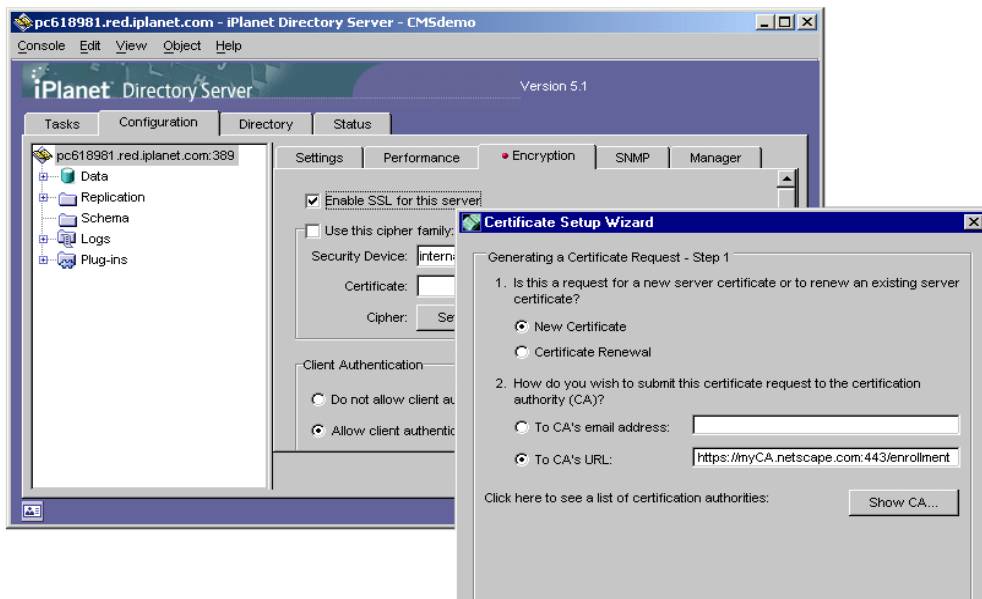 pc618981.red.iplanet.com - iPlanet Directory Server - CMSdemo
Console Edit View Object Help
iPlanet Directory Server
Version 5.1
Tasks Configuration Directory Status
pc618981.red.iplanet.com:389
Data
Replication
Schema
Logs
Plug-ins
Settings Performance Encryption SNMP Manager
Enable SSL for this server
Use this cipher family:
Security Device: interna
Certificate:
Cipher: Se
Client Authentication
Do not allow client au
Allow client authentic
Certificate Setup Wizard
Generating a Certificate Request - Step 1
1. Is this a request for a new server certificate or to renew an existing server
certificate?
New Certificate
Certificate Renewal
2. How do you wish to submit this certificate request to the certification
authority (CA)?
To CA's email address:
To CA's URL: https://myCA.netscape.com:443/enrollment
Click here to see a list of certification authorities: Show CA...